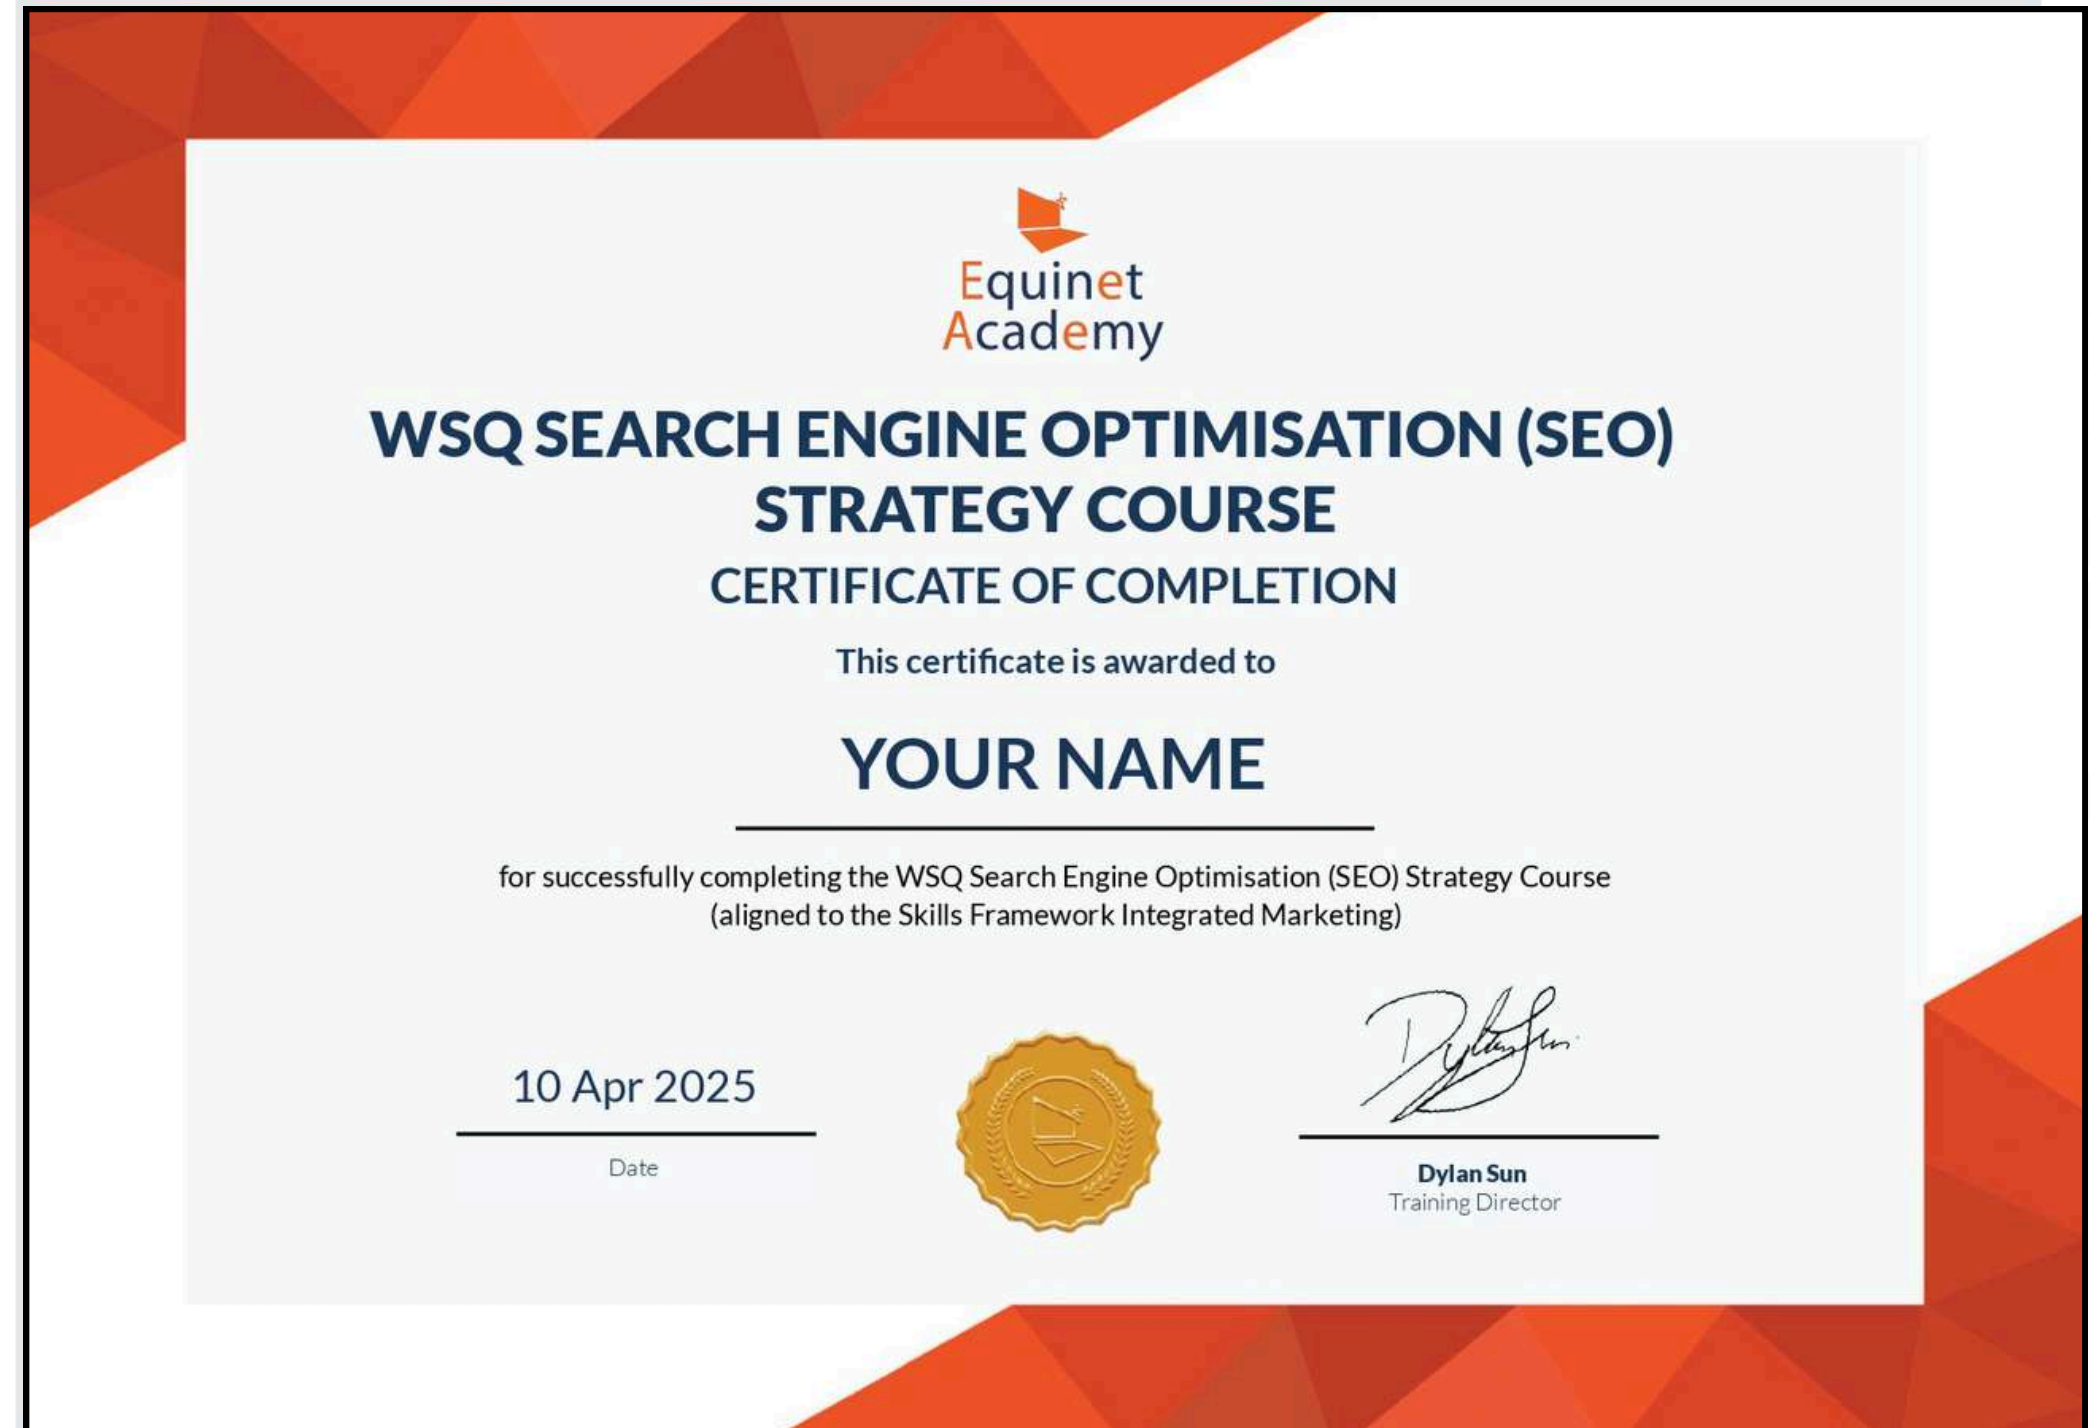 Equinet
Academy
WSQ SEARCH ENGINE OPTIMISATION (SEO)
STRATEGY COURSE
CERTIFICATE OF COMPLETION
This certificate is awarded to
YOUR NAME
for successfully completing the WSQ Search Engine Optimisation (SEO) Strategy Course
(aligned to the Skills Framework Integrated Marketing)
10 Apr 2025
Date
Dylan Sun
Dylan Sun
Training Director